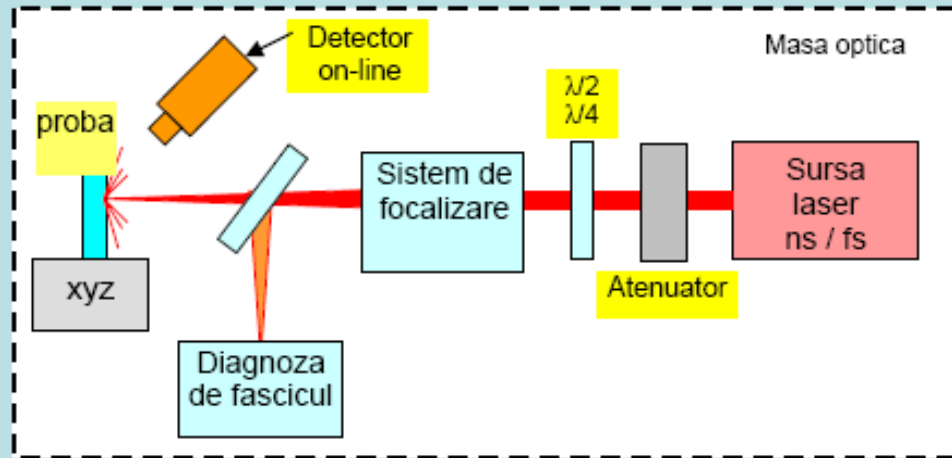 Detector
on-line
Masa optica
λ/2
λ/4
proba
Sistem de
focalizare
Sursa
laser
ns / fs
xyz
Atenuator
Diagnoza
de fascicul